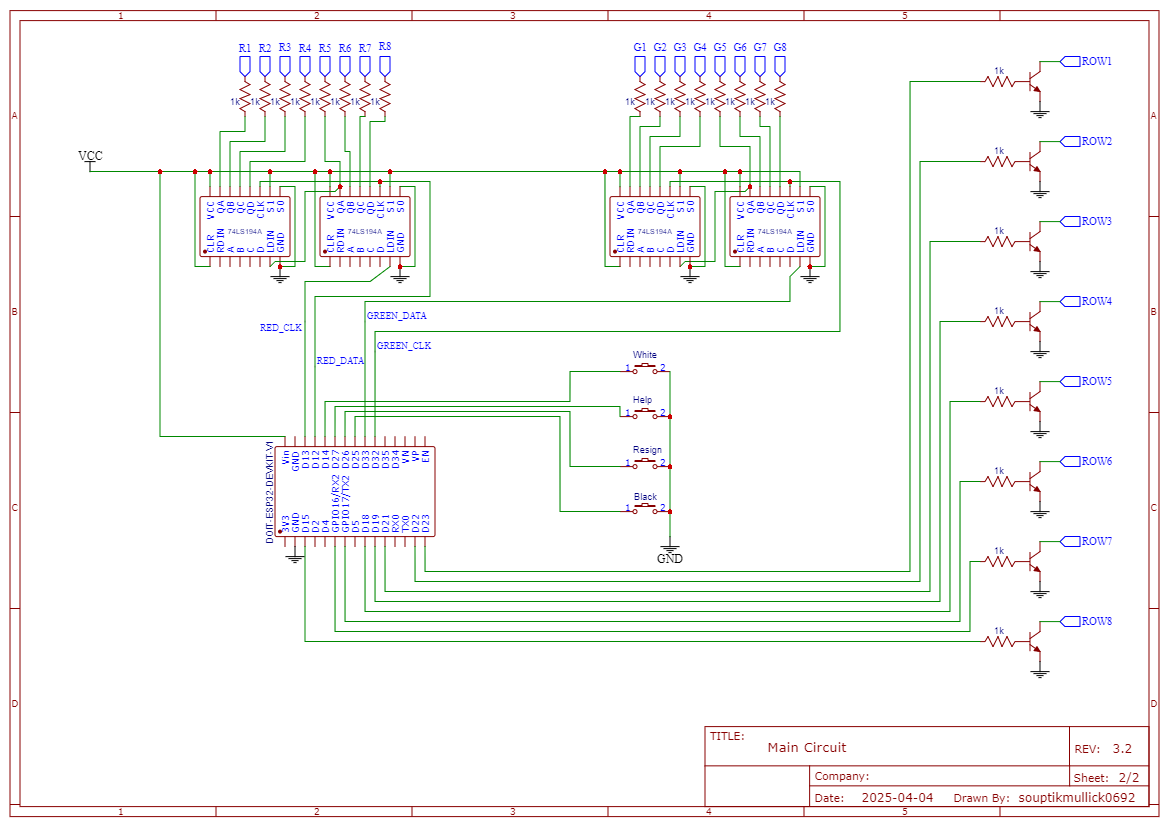 1 2 3 4 5
R1 R2 R3 R4 R5 R6 R7 R8
G1 G2 G3 G4 G5 G6 G7 G8
ROW1
1k
1k 1k 1k 1k 1k 1k 1k 1k
1k 1k 1k 1k 1k 1k 1k 1k
A A
ROW2
1k
VCC
VCC QA QB QC QD CLK S1 S0
74LS194A
CLR RDIN A B C D LDIN GND
VCC QA QB QC QD CLK S1 S0
74LS194A
CLR RDIN A B C D LDIN GND
VCC QA QB QC QD CLK S1 S0
74LS194A
CLR RDIN A B C D LDIN GND
VCC QA QB QC QD CLK S1 S0
74LS194A
CLR RDIN A B C D LDIN GND
ROW3
1k
ROW4
1k
B B
GREEN_DATA
RED_CLK
GREEN_CLK
RED_DATA
White
1 2
ROW5
1k
Help
1 2
Resign
1 2
Black
1 2
GND
DOIT-ESP32-DEVKIT-V1
Vin GND D13 D12 D14 D27 D26 D25 D33 D32 D35 D34 VN VP EN
3V3 GND D15 D2 D4 GPIO16/RX2 GPIO17/TX2 D5 D18 D19 D21 RX0 TX0 D22 D23
ROW6
1k
C C
ROW7
1k
ROW8
1k
D D
TITLE:
Main Circuit
REV: 3.2
Company:
Sheet: 2/2
Date: 2025-04-04 Drawn By: souptikmullick0692
1 2 3 4 5